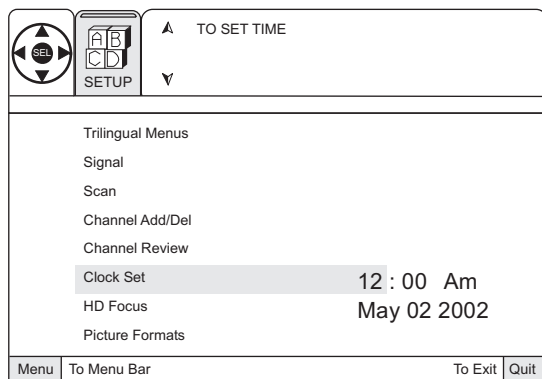 TO SET TIME
SEL
A B
C D
SETUP
Trilingual Menus
Signal
Scan
Channel Add/Del
Channel Review
Clock Set 12 : 00 Am
HD Focus May 02 2002
Picture Formats
Menu To Menu Bar To Exit Quit